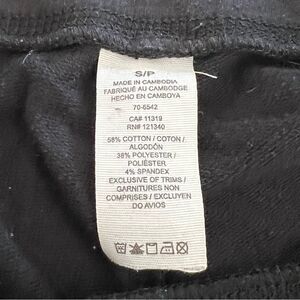 S/P
MADE IN CAMBODIA
FABRIQUÉ AU CAMBODGE
HECHO EN CAMBOYA
70-6542
CA# 11319
RN# 121340
58% COTTON / COTON /
ALGODÓN
38% POLYESTER /
POLIÉSTER
4% SPANDEX
EXCLUSIVE OF TRIMS /
GARNITURES NON
COMPRISES / EXCLUYEN
DO AVIOS